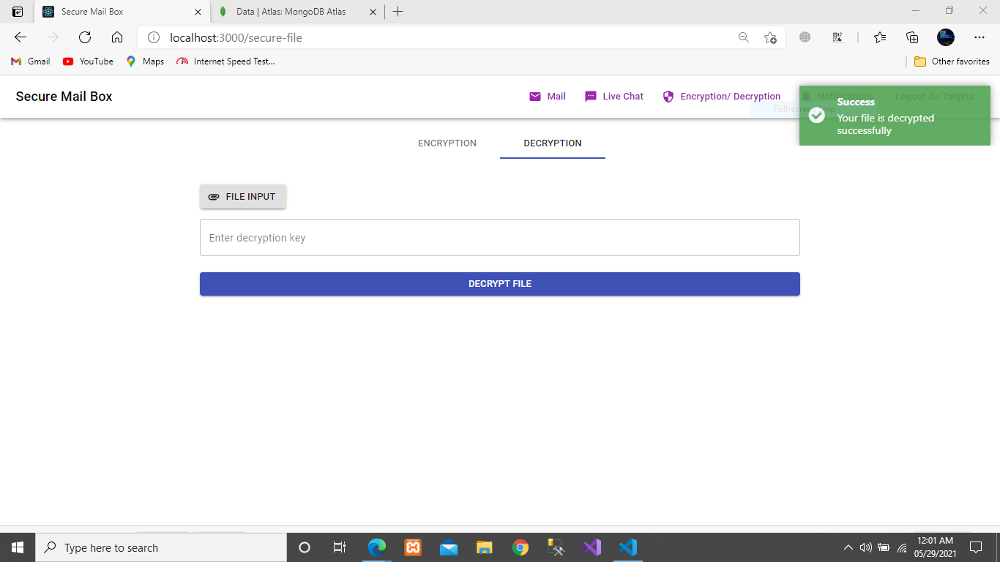 Secure Mail Box
Data | Atlas: MongoDB Atlas
localhost:3000/secure-file
Gmail
YouTube
Maps
Internet Speed Test...
Other favorites
Secure Mail Box
Mail
Live Chat
Encryption/ Decryption
Notifications
Logout As Tanjina
Full-screen Snip
Success
Your file is decrypted
successfully
ENCRYPTION
DECRYPTION
FILE INPUT
Enter decryption key
DECRYPT FILE
Type here to search
12:01 AM
05/29/2021